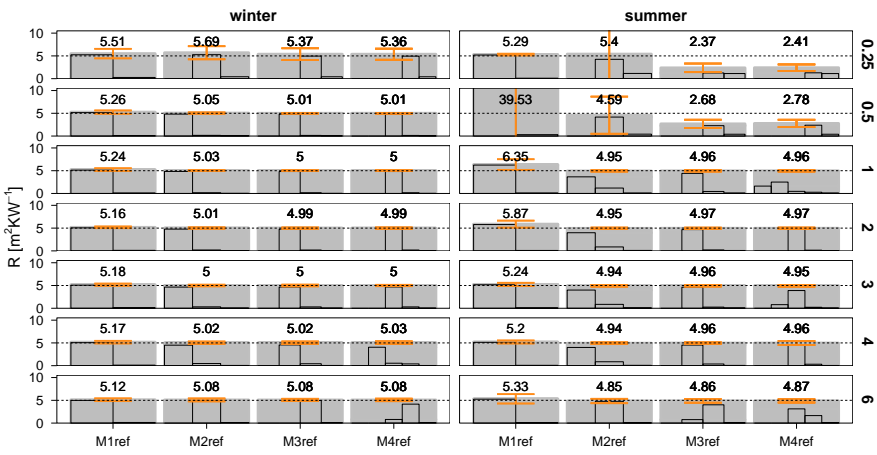 winter summer
10 5 0 5.51 5.69 5.37 5.36 5.29 5.4 2.37 2.41 0.25
10 5 0 5.26 5.05 5.01 5.01 39.53 4.59 2.68 2.78 0.5
10 5 0 5.24 5.03 5 5 6.35 4.95 4.96 4.96 1
10 5 0 5.16 5.01 4.99 4.99 5.87 4.95 4.97 4.97 2
10 5 0 5.18 5 5 5 5.24 4.94 4.96 4.95 3
10 5 0 5.17 5.02 5.02 5.03 5.2 4.94 4.96 4.96 4
10 5 0 5.12 5.08 5.08 5.08 5.33 4.85 4.86 4.87 6
R [m²KW⁻¹]
M1ref M2ref M3ref M4ref M1ref M2ref M3ref M4ref